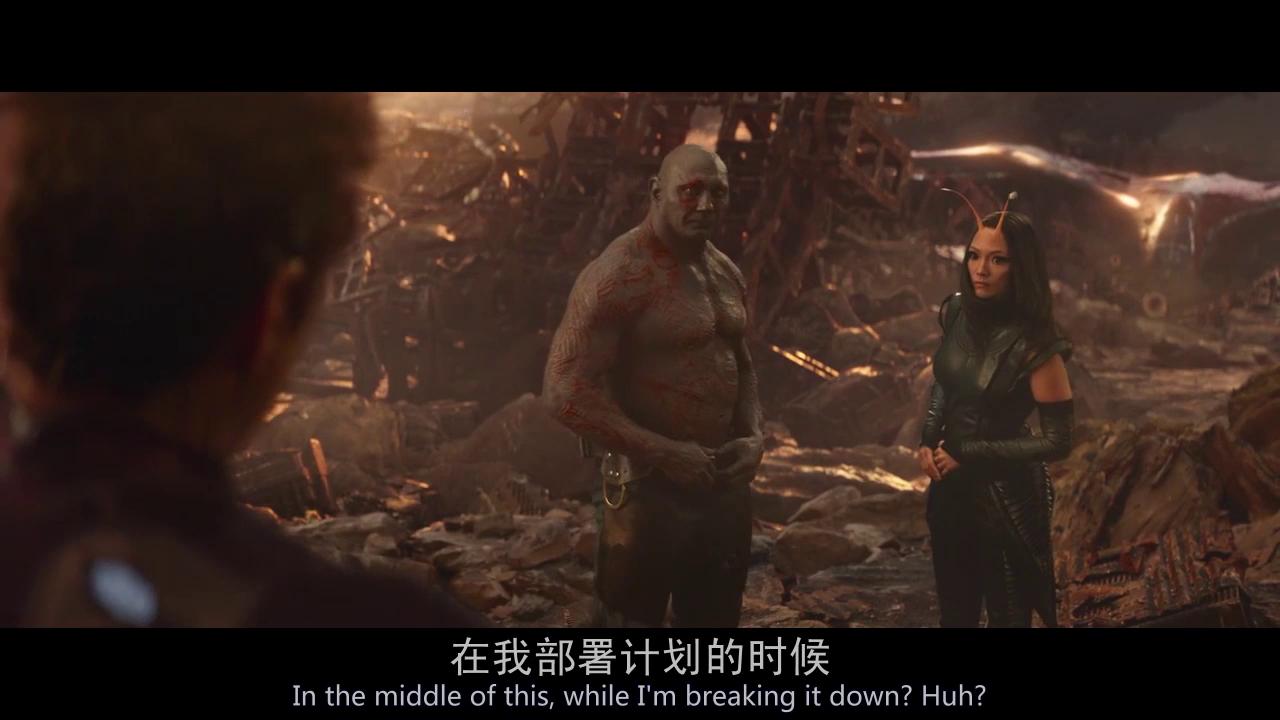 在我部署计划的时候
In the middle of this, while I'm breaking it down? Huh?